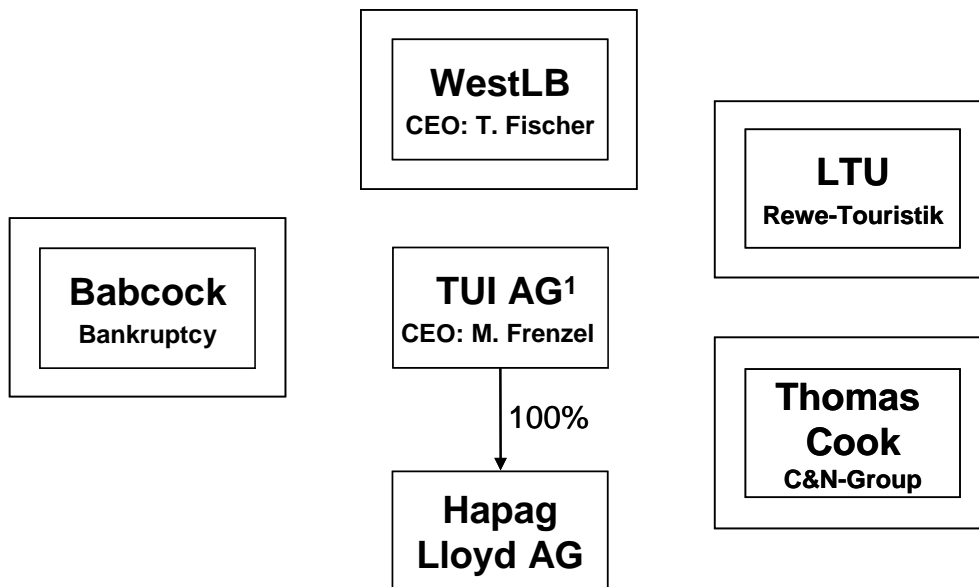 WestLB
CEO: T. Fischer
LTU
Rewe-Touristik
Babcock
Bankruptcy
TUI AG¹
CEO: M. Frenzel
100%
Thomas
Cook
C&N-Group
Hapag
Lloyd AG